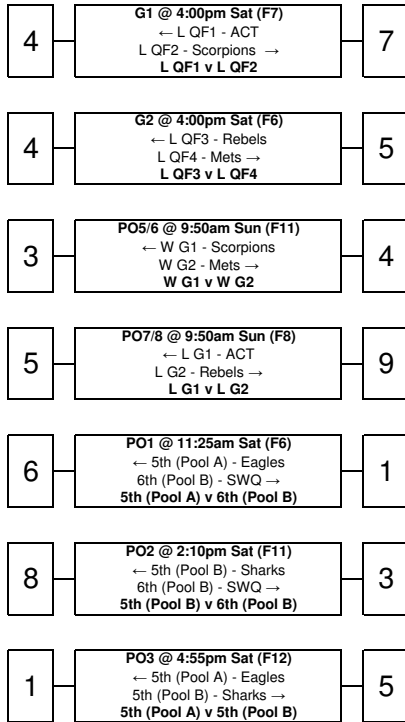 G1 @ 4:00pm Sat (F7)
4 ← L QF1 - ACT 7
L QF2 - Scorpions →
L QF1 v L QF2
G2 @ 4:00pm Sat (F6)
4 ← L QF3 - Rebels 5
L QF4 - Mets →
L QF3 v L QF4
PO5/6 @ 9:50am Sun (F11)
3 ← W G1 - Scorpions 4
W G2 - Mets →
W G1 v W G2
PO7/8 @ 9:50am Sun (F8)
5 ← L G1 - ACT 9
L G2 - Rebels →
L G1 v L G2
PO1 @ 11:25am Sat (F6)
6 ← 5th (Pool A) - Eagles 1
6th (Pool B) - SWQ →
5th (Pool A) v 6th (Pool B)
PO2 @ 2:10pm Sat (F11)
8 ← 5th (Pool B) - Sharks 3
6th (Pool B) - SWQ →
5th (Pool B) v 6th (Pool B)
PO3 @ 4:55pm Sat (F12)
1 ← 5th (Pool A) - Eagles 5
5th (Pool B) - Sharks →
5th (Pool A) v 5th (Pool B)